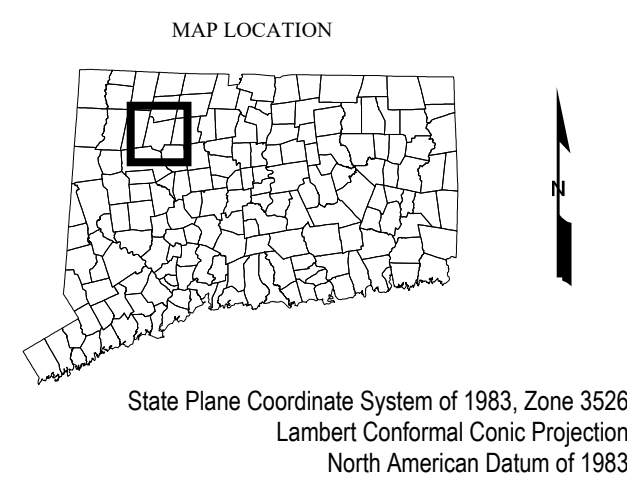 MAP LOCATION
N
State Plane Coordinate System of 1983, Zone 3526
Lambert Conformal Conic Projection
North American Datum of 1983